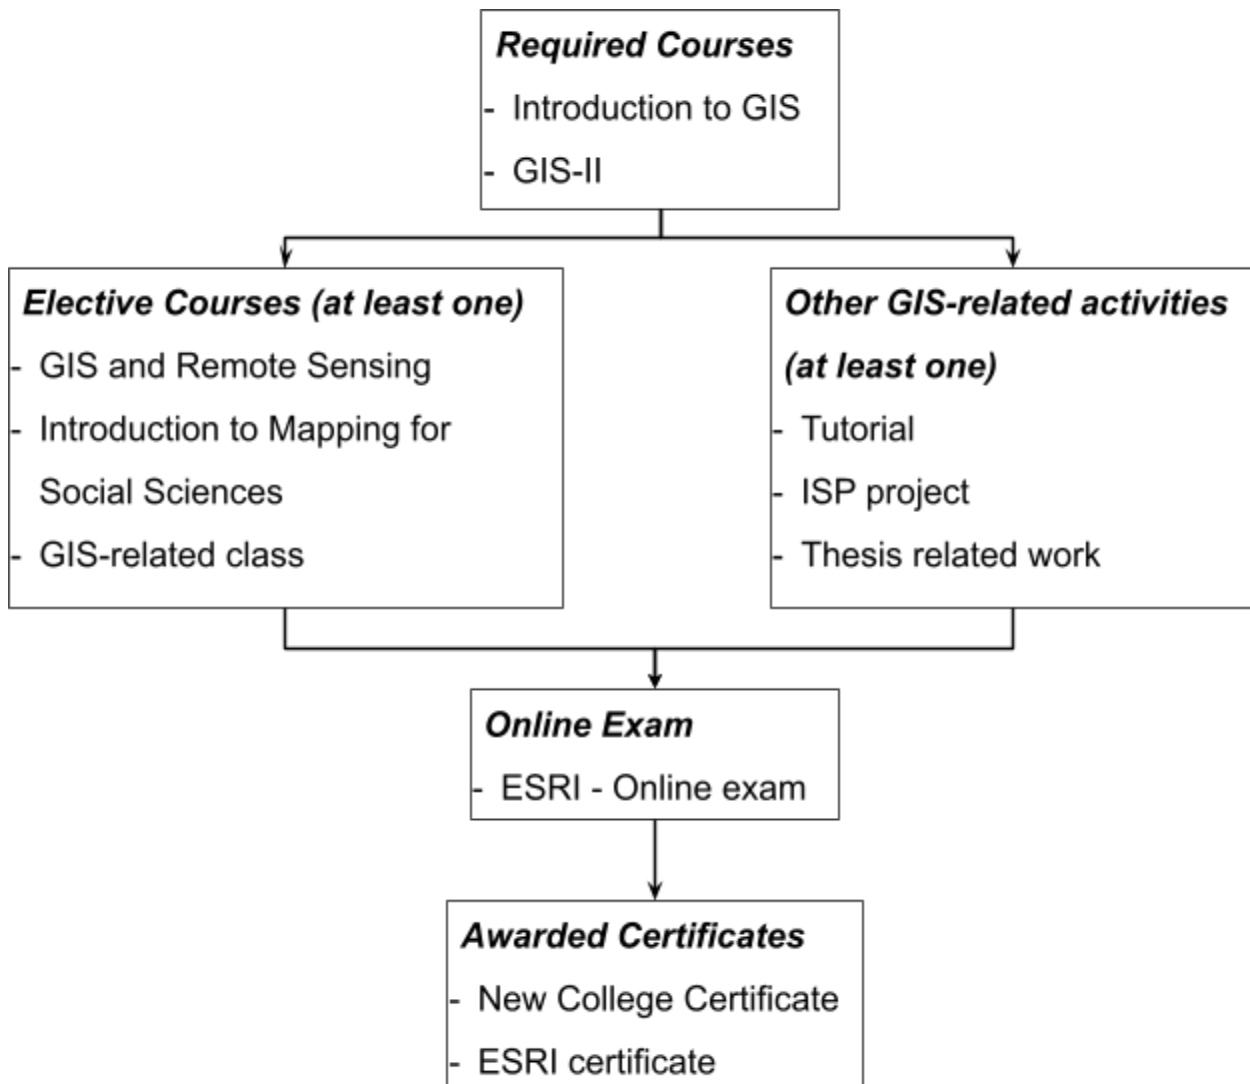 Required Courses
- Introduction to GIS
- GIS-II
Elective Courses (at least one)
- GIS and Remote Sensing
- Introduction to Mapping for
Social Sciences
- GIS-related class
Other GIS-related activities
(at least one)
- Tutorial
- ISP project
- Thesis related work
Online Exam
- ESRI - Online exam
Awarded Certificates
- New College Certificate
- ESRI certificate